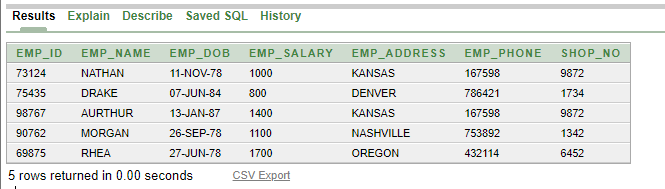 Results Explain Describe Saved SQL History
EMP_ID EMP_NAME EMP_DOB EMP_SALARY EMP_ADDRESS EMP_PHONE SHOP_NO
73124 NATHAN 11-NOV-78 1000 KANSAS 167598 9872
75435 DRAKE 07-JUN-84 800 DENVER 786421 1734
98767 AURTHUR 13-JAN-87 1400 KANSAS 167598 9872
90762 MORGAN 26-SEP-78 1100 NASHVILLE 753892 1342
69875 RHEA 27-JUN-78 1700 OREGON 432114 6452
5 rows returned in 0.00 seconds CSV Export